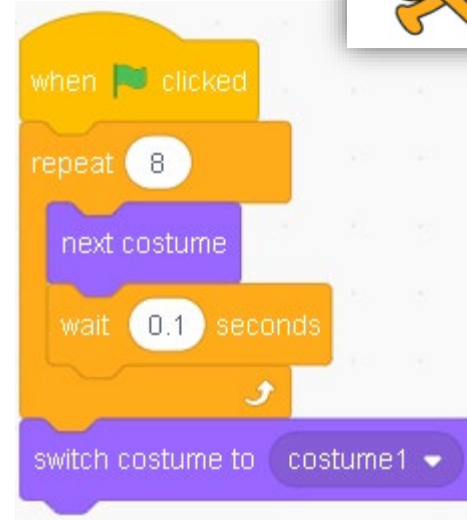 when clicked
repeat 8
next costume
wait 0.1 seconds
switch costume to costume1